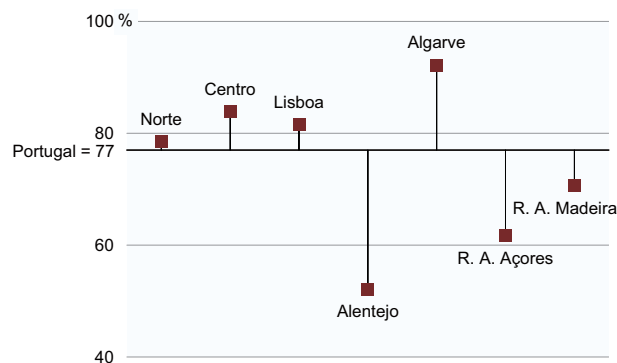 100 %
Algarve
Centro
Lisboa
Norte
80
Portugal = 77
R. A. Madeira
60
R. A. Açores
Alentejo
40